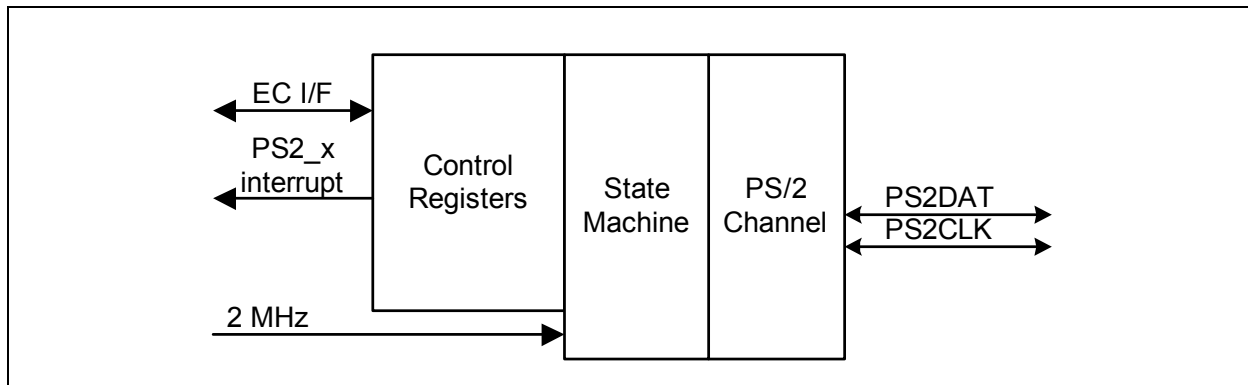 EC I/F
PS2_x
interrupt
Control
Registers
State
Machine
PS/2
Channel
PS2DAT
PS2CLK
2 MHz